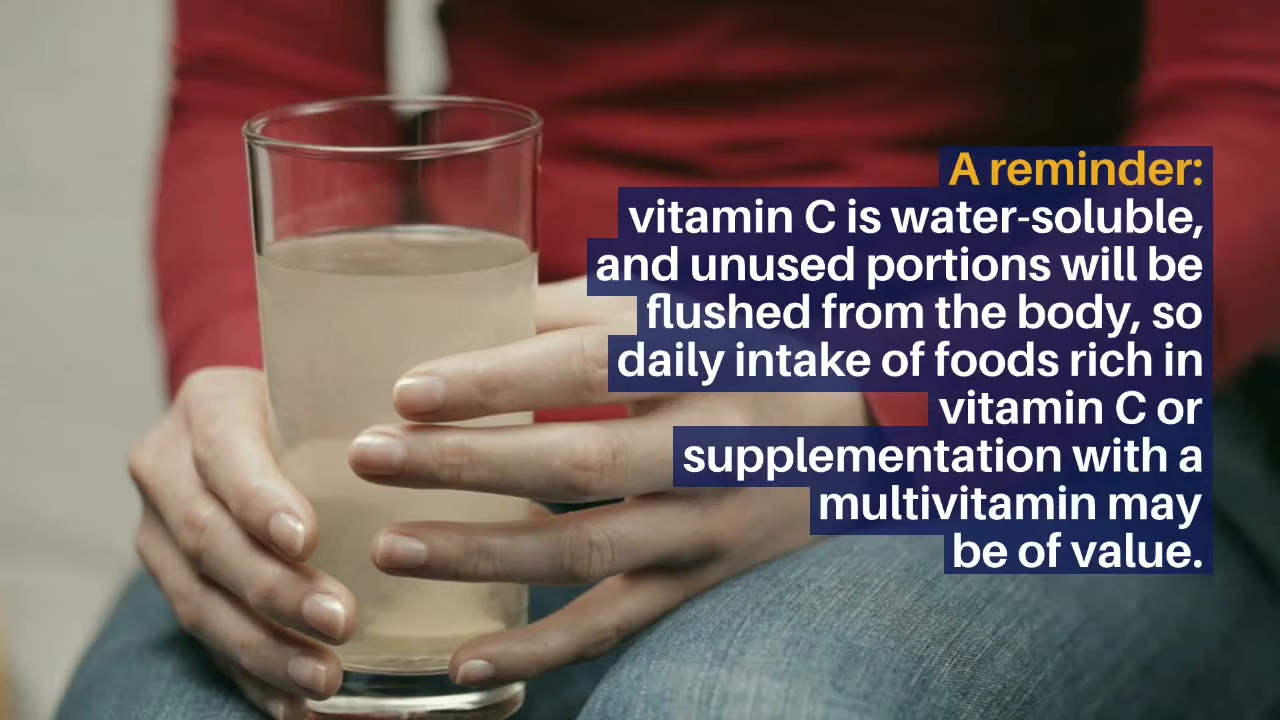 A reminder:
vitamin C is water-soluble,
and unused portions will be
flushed from the body, so
daily intake of foods rich in
vitamin C or
supplementation with a
multivitamin may
be of value.